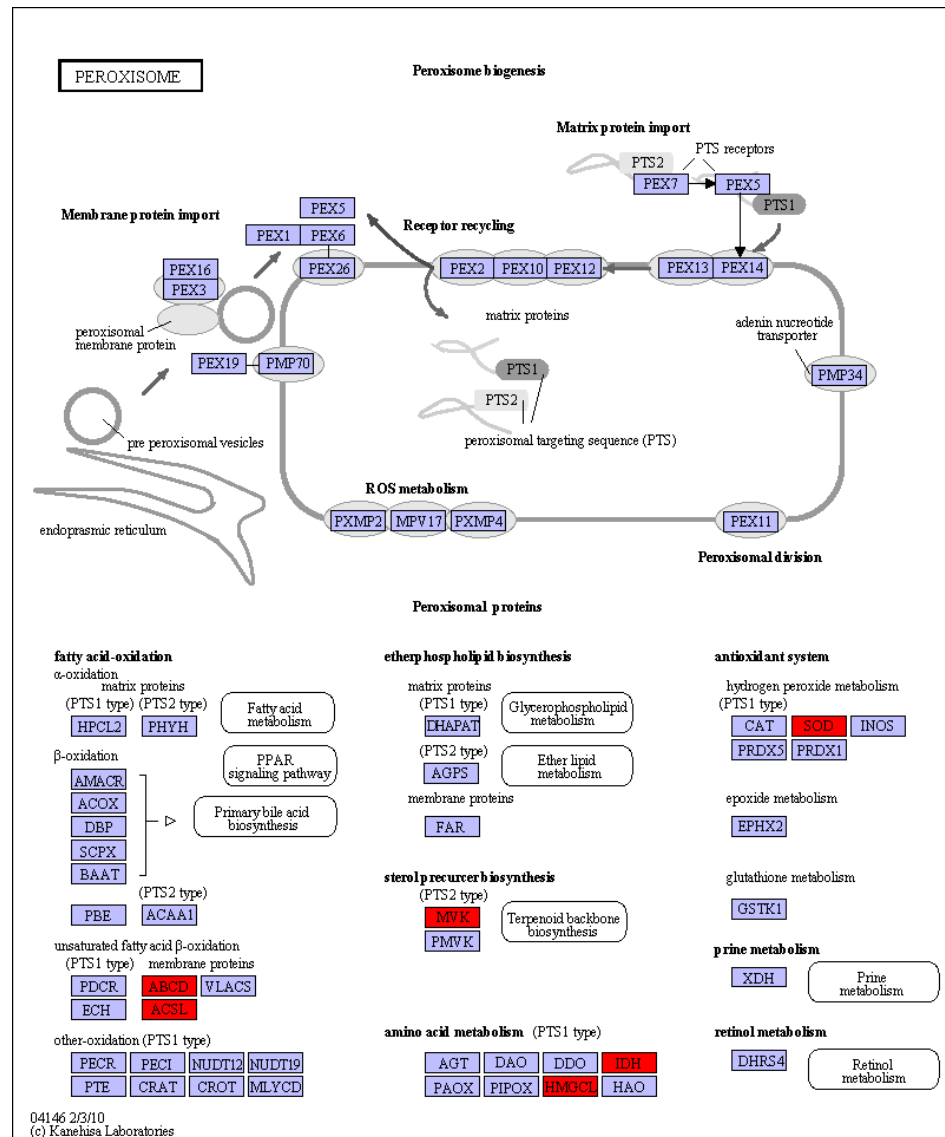 PEROXISOME
Peroxisome biogenesis
Matrix protein import
PTS2
PTS receptors
PEX7
PEX5
PTS1
Membrane protein import
PEX5
PEX1
PEX6
Receptor recycling
PEX26
PEX2
PEX10
PEX12
PEX13
PEX14
PEX16
PEX3
peroxisomal
membrane protein
matrix proteins
adenin nucreotide
transporter
PEX19
PMP70
PTS1
PMP34
PTS2
pre peroxisomal vesicles
peroxisomal targeting sequence (PTS)
ROS metabolism
endoprasmic reticulum
PXMP2
MPV17
PXMP4
PEX11
Peroxisomal division
Peroxisomal proteins
fatty acid-oxidation
α-oxidation
matrix proteins
(PTS1 type)
(PTS2 type)
HPCL2
PHYH
Fatty acid
metabolism
β-oxidation
PPAR
signaling pathway
AMACR
ACOX
DBP
SCPX
BAAT
Primary bile acid
biosynthesis
(PTS2 type)
PBE
ACAA1
unsaturated fatty acid β-oxidation
(PTS1 type)
membrane proteins
PDCR
ABCD
VLACS
ECH
ACSL
other-oxidation (PTS1 type)
PECR
PECI
NUDT12
NUDT19
PTE
CRAT
CROT
MLYCD
etherphospholipid biosynthesis
matrix proteins
(PTS1 type)
DHAPAT
Glycerophospholipid
metabolism
(PTS2 type)
AGPS
Ether lipid
metabolism
membrane proteins
FAR
sterol precurcer biosynthesis
(PTS2 type)
MVK
PMVK
Terpenoid backbone
biosynthesis
amino acid metabolism (PTS1 type)
AGT
DAO
DDO
IDH
PAOX
PIPOX
HMGCL
HAO
antioxidant system
hydrogen peroxide metabolism
(PTS1 type)
CAT
SOD
INOS
PRDX5
PRDX1
epoxide metabolism
EPHX2
glutathione metabolism
GSTK1
prine metabolism
XDH
Prine
metabolism
retinol metabolism
DHRS4
Retinol
metabolism
04146 2/3/10
(c) Kanehisa Laboratories